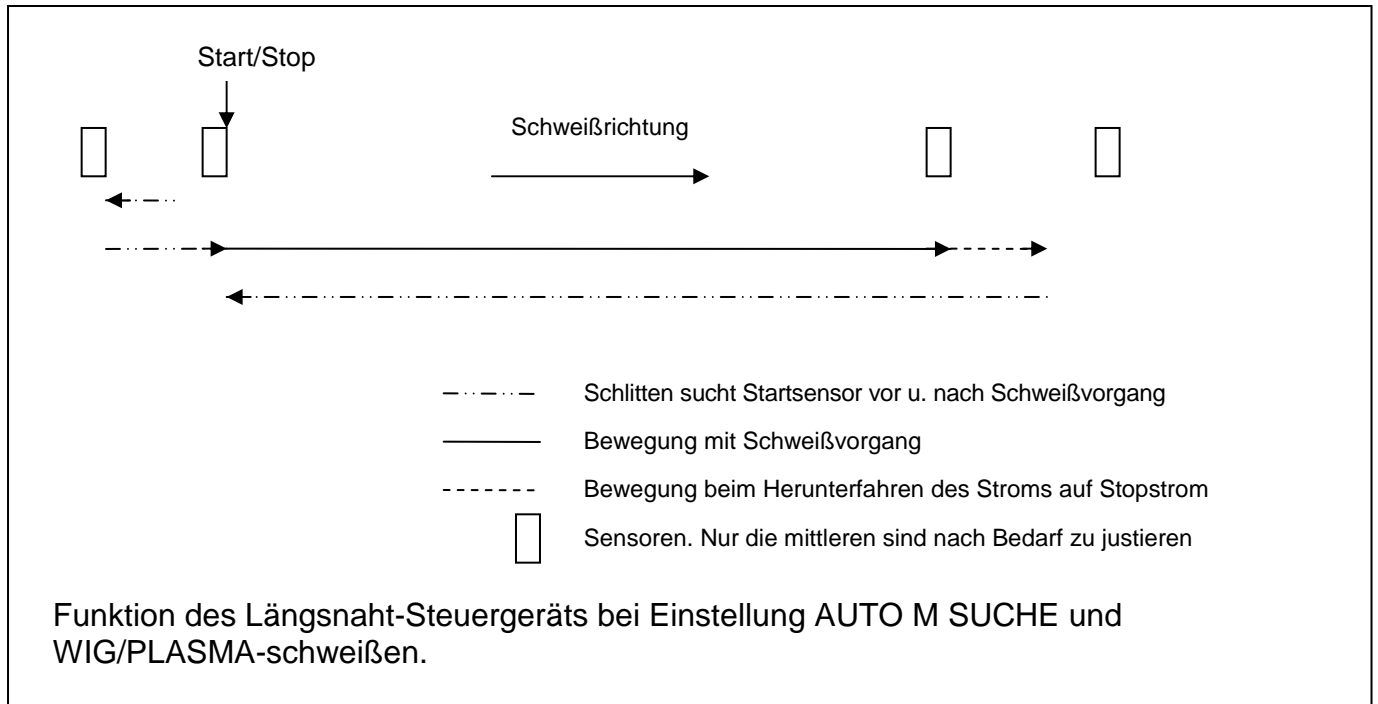 Start/Stop
Schweißrichtung
Schlitten sucht Startsensor vor u. nach Schweißvorgang
Bewegung mit Schweißvorgang
Bewegung beim Herunterfahren des Stroms auf Stopstrom
Sensoren. Nur die mittleren sind nach Bedarf zu justieren
Funktion des Längsnaht-Steuergeräts bei Einstellung AUTO M SUCHE und
WIG/PLASMA-schweißen.